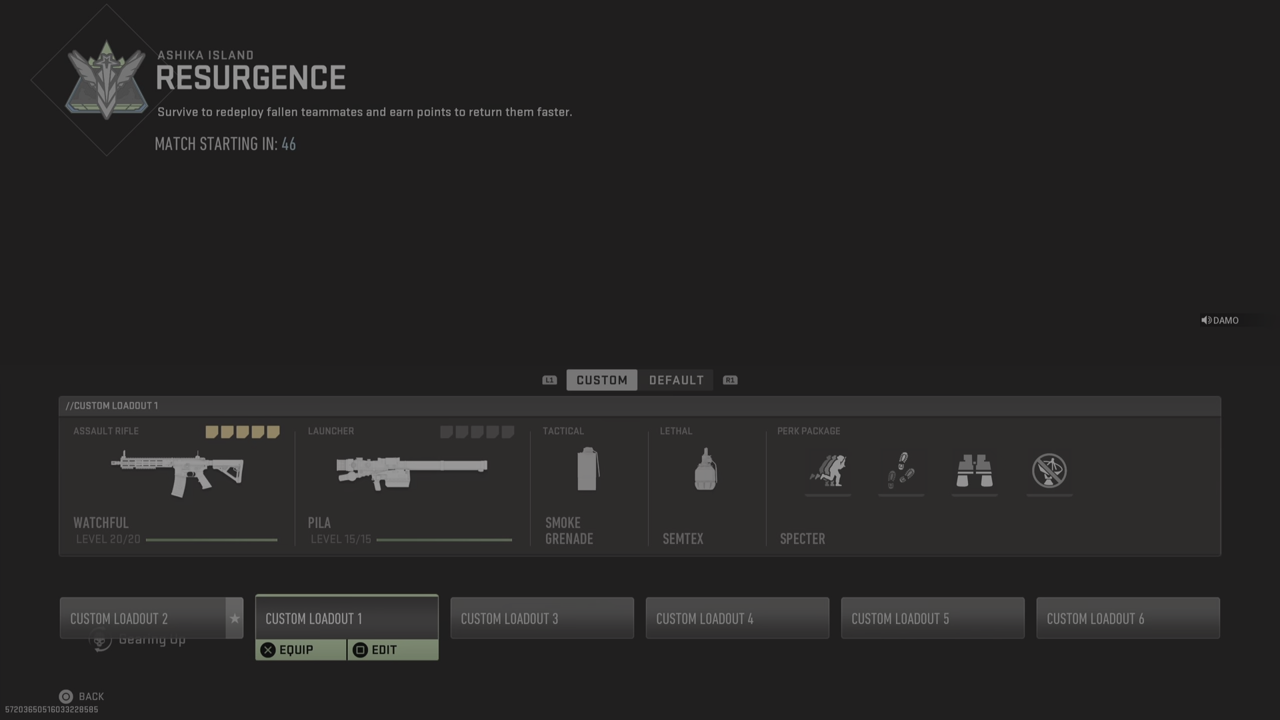 ASHIKA ISLAND
RESURGENCE
Survive to redeploy fallen teammates and earn points to return them faster.
MATCH STARTING IN: 46
DAMO
L1 CUSTOM DEFAULT R1
//CUSTOM LOADOUT 1
ASSAULT RIFLE LAUNCHER TACTICAL LETHAL PERK PACKAGE
WATCHFUL PILA SMOKE
LEVEL 20/20 LEVEL 15/15 GRENADE SEMTEX SPECTER
CUSTOM LOADOUT 2 CUSTOM LOADOUT 1 CUSTOM LOADOUT 3 CUSTOM LOADOUT 4 CUSTOM LOADOUT 5 CUSTOM LOADOUT 6
Gearing Up
EQUIP EDIT
BACK
57203650516033228585